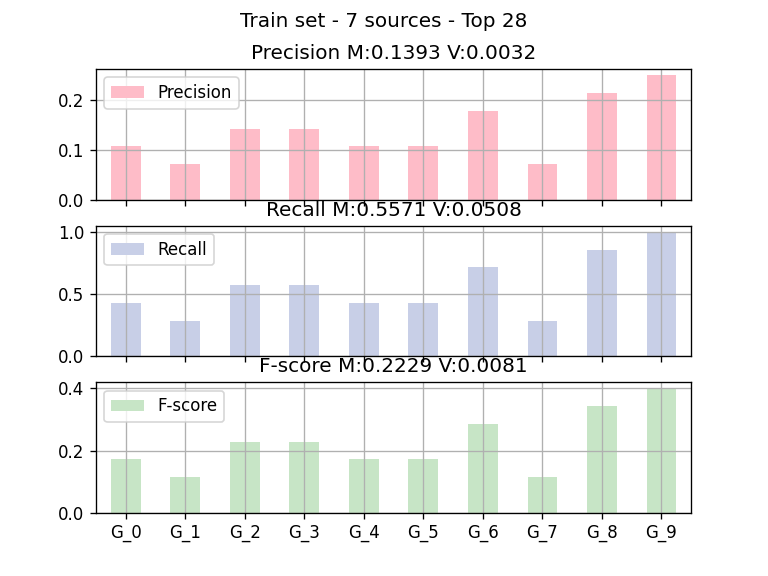 Train set - 7 sources - Top 28
Precision M:0.1393 V:0.0032
0.2
0.1
0.0
Precision
Recall M:0.5571 V:0.0508
1.0
0.5
0.0
Recall
F-score M:0.2229 V:0.0081
0.4
0.2
0.0
F-score
G_0 G_1 G_2 G_3 G_4 G_5 G_6 G_7 G_8 G_9